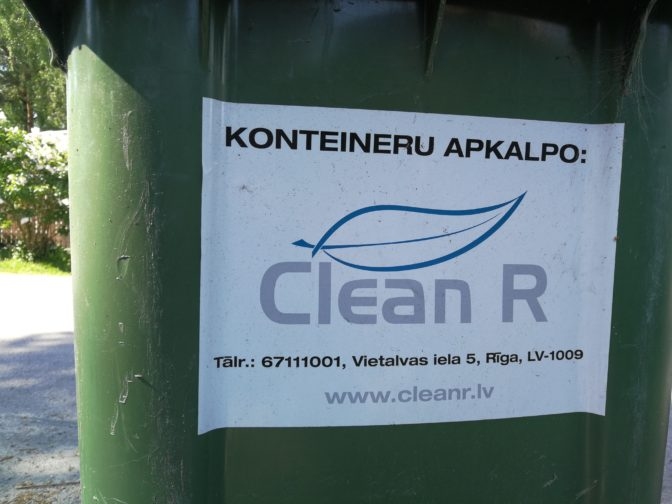 KONTEINERU APKALPO:
Clean R
Tālr.: 67111001, Vietalvas iela 5, Rīga, LV-1009
www.cleanr.lv